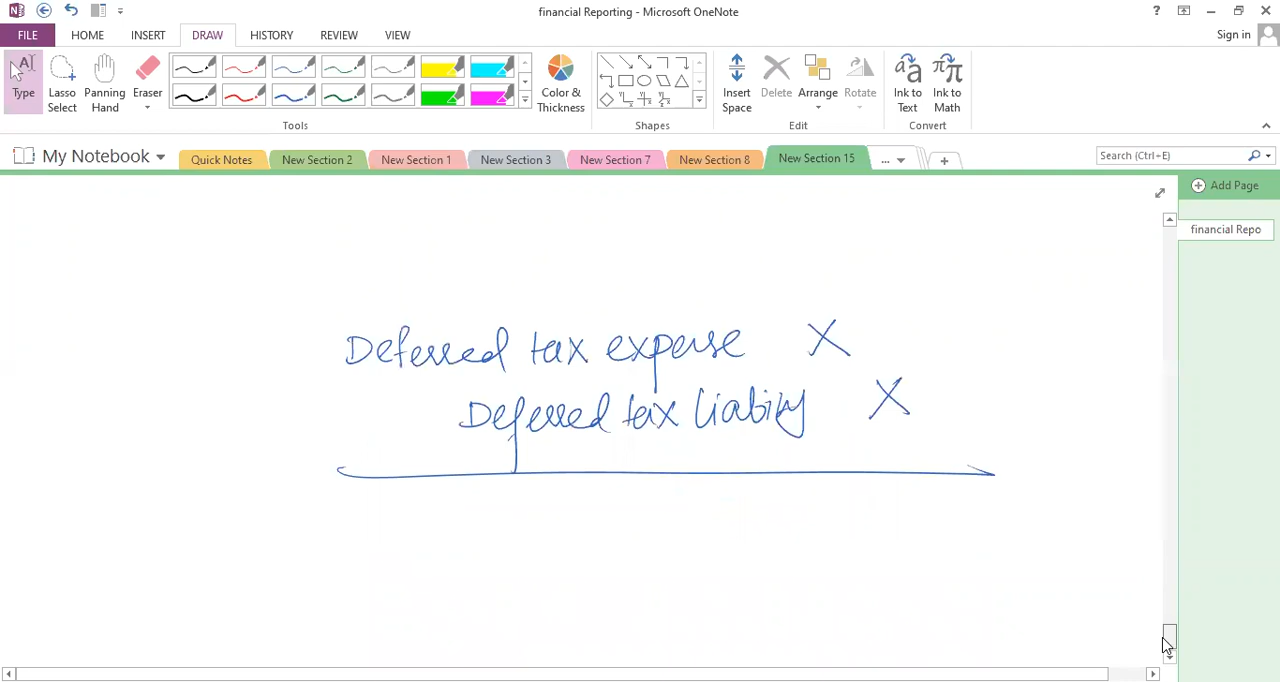 financial Reporting - Microsoft OneNote
?
FILE HOME INSERT DRAW HISTORY REVIEW VIEW Sign in
Type Lasso Select Panning Hand Eraser Color & Thickness Insert Space Delete Arrange Rotate Ink to Text Ink to Math
Tools Shapes Edit Convert
My Notebook Quick Notes New Section 2 New Section 1 New Section 3 New Section 7 New Section 8 New Section 15 ... Search (Ctrl+E)
Add Page
financial Repo
Deferred tax expense X
Deferred tax liability X